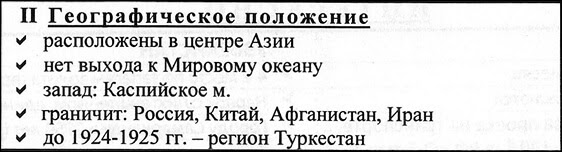 II Географическое положение
✓ расположены в центре Азии
✓ нет выхода к Мировому океану
✓ запад: Каспийское м.
✓ граничит: Россия, Китай, Афганистан, Иран
✓ до 1924-1925 гг. – регион Туркестан